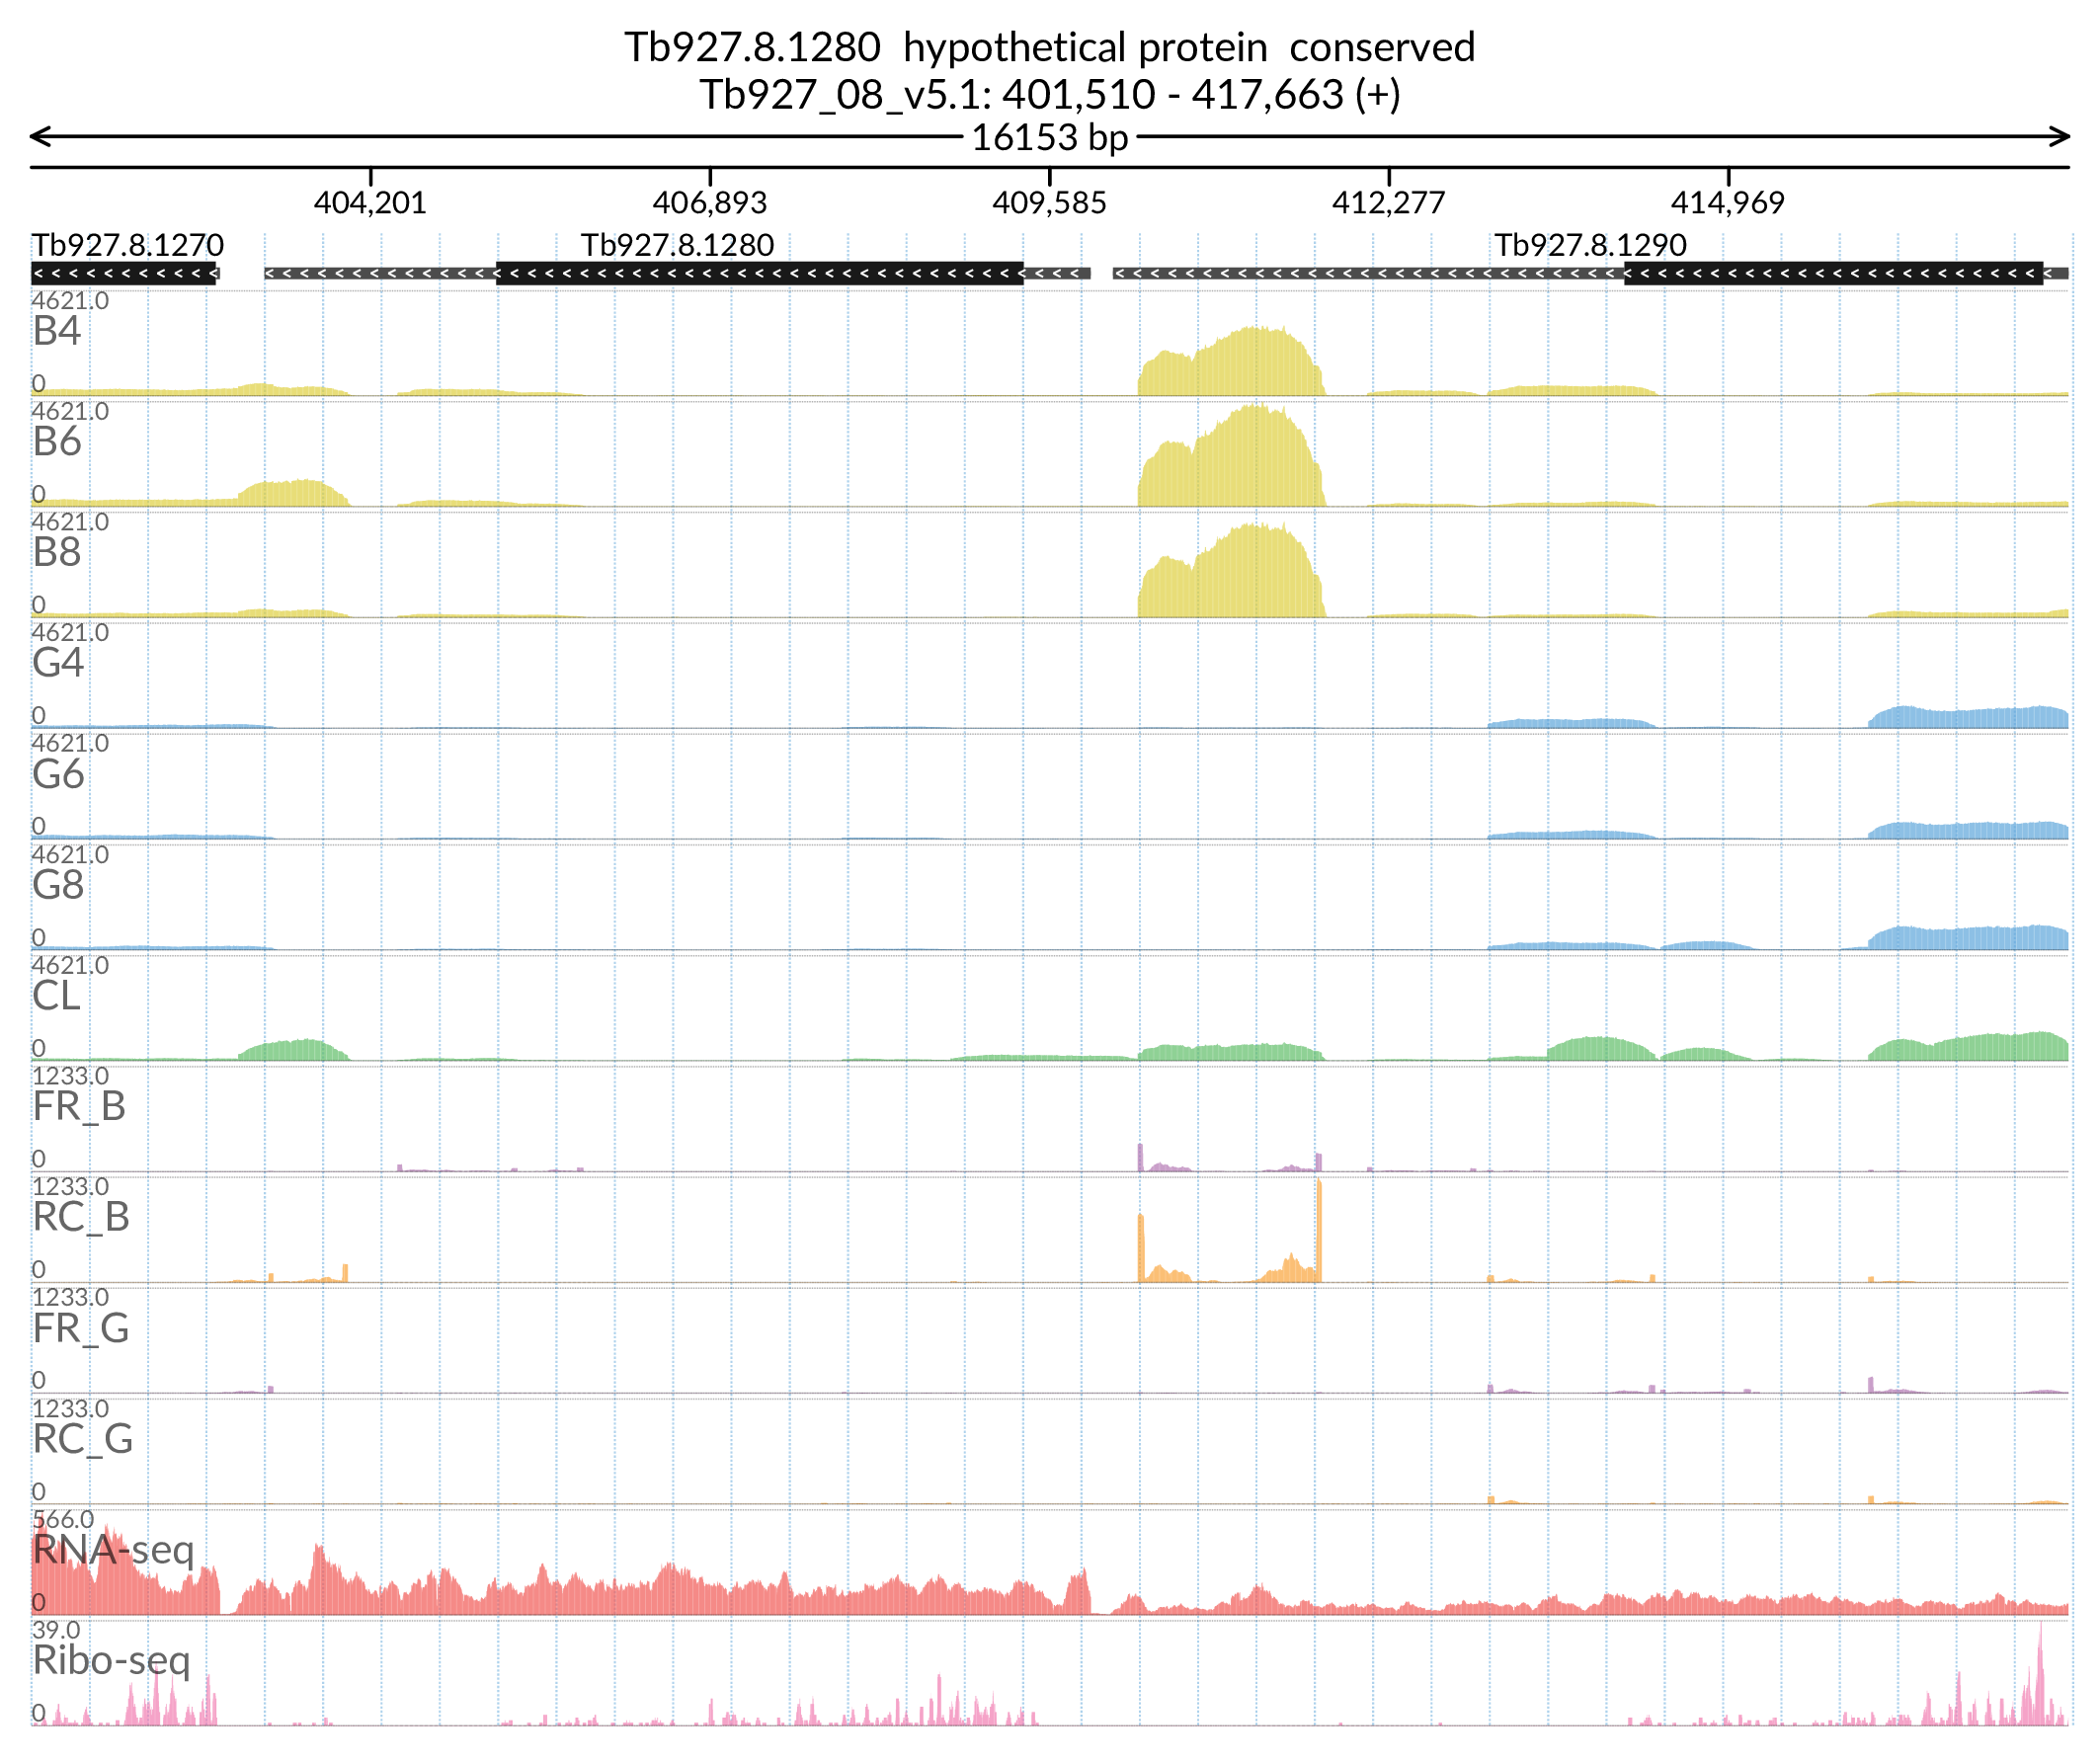 Tb927.8.1280 hypothetical protein conserved
Tb927_08_v5.1: 401,510 - 417,663 (+)
16153 bp
404,201 406,893 409,585 412,277 414,969
Tb927.8.1270 Tb927.8.1280 Tb927.8.1290
4621.0
B4
0
4621.0
B6
0
4621.0
B8
0
4621.0
G4
0
4621.0
G6
0
4621.0
G8
0
4621.0
CL
0
1233.0
FR_B
0
1233.0
RC_B
0
1233.0
FR_G
0
1233.0
RC_G
0
566.0
RNA-seq
0
39.0
Ribo-seq
0